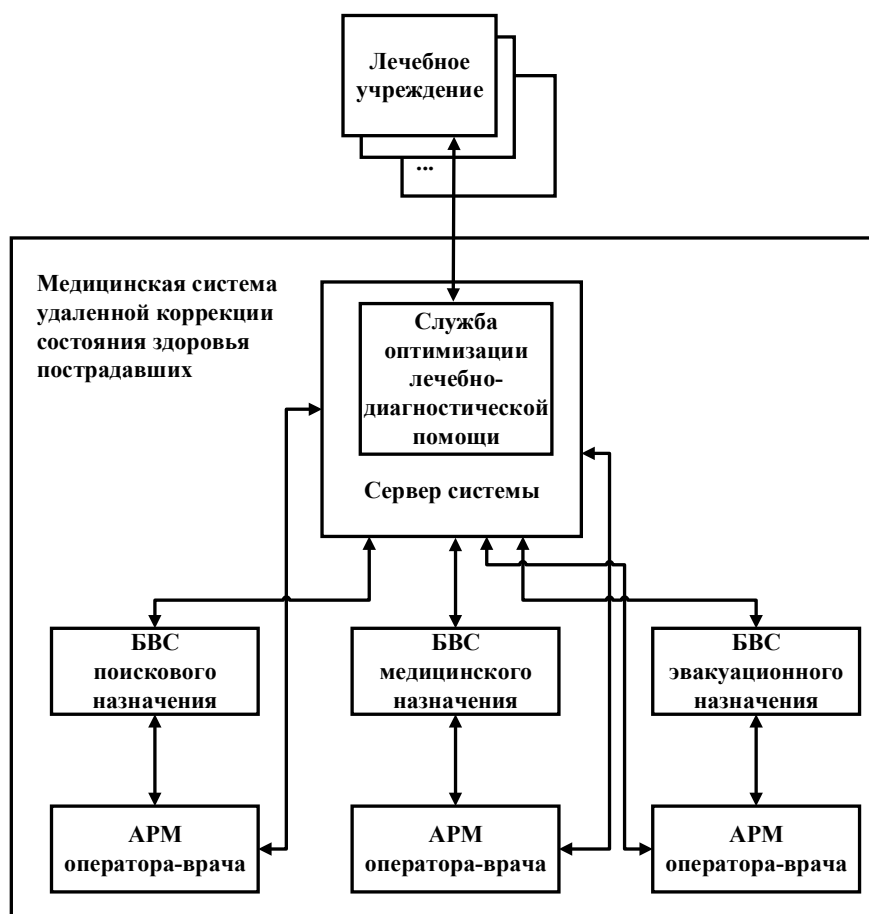 Лечебное
учреждение
...
Медицинская система
удаленной коррекции
состояния здоровья
пострадавших
Служба
оптимизации
лечебно-
диагностической
помощи
Сервер системы
БВС
поискового
назначения
БВС
медицинского
назначения
БВС
эвакуационного
назначения
АРМ
оператора-врача
АРМ
оператора-врача
АРМ
оператора-врача